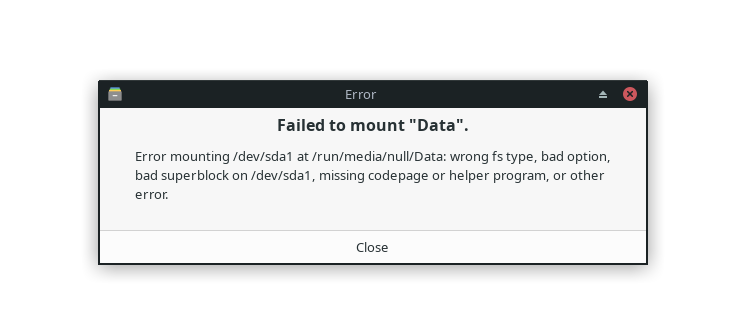 Error
Failed to mount "Data".
Error mounting /dev/sda1 at /run/media/null/Data: wrong fs type, bad option,
bad superblock on /dev/sda1, missing codepage or helper program, or other
error.
Close